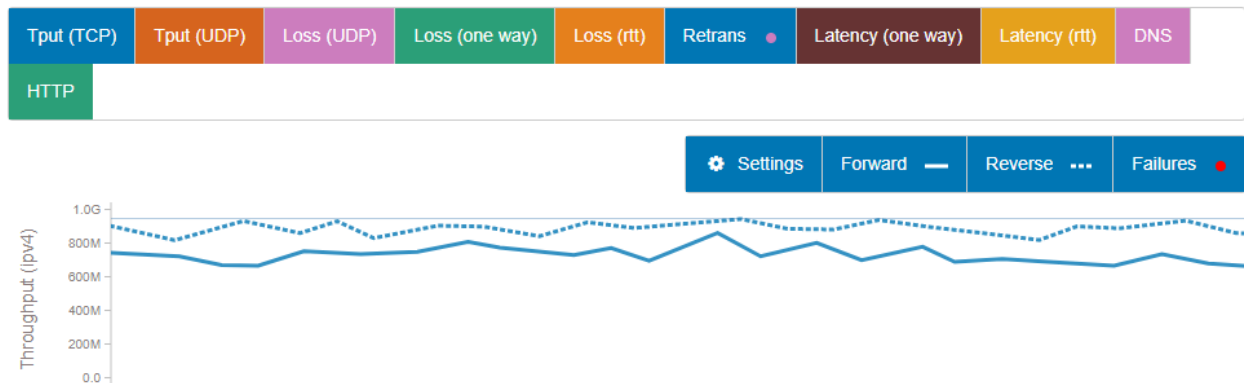 Tput (TCP) Tput (UDP) Loss (UDP) Loss (one way) Loss (rtt) Retrans Latency (one way) Latency (rtt) DNS
HTTP
Settings Forward Reverse Failures
Throughput (ipv4)
1.0G
800M
600M
400M
200M
0.0